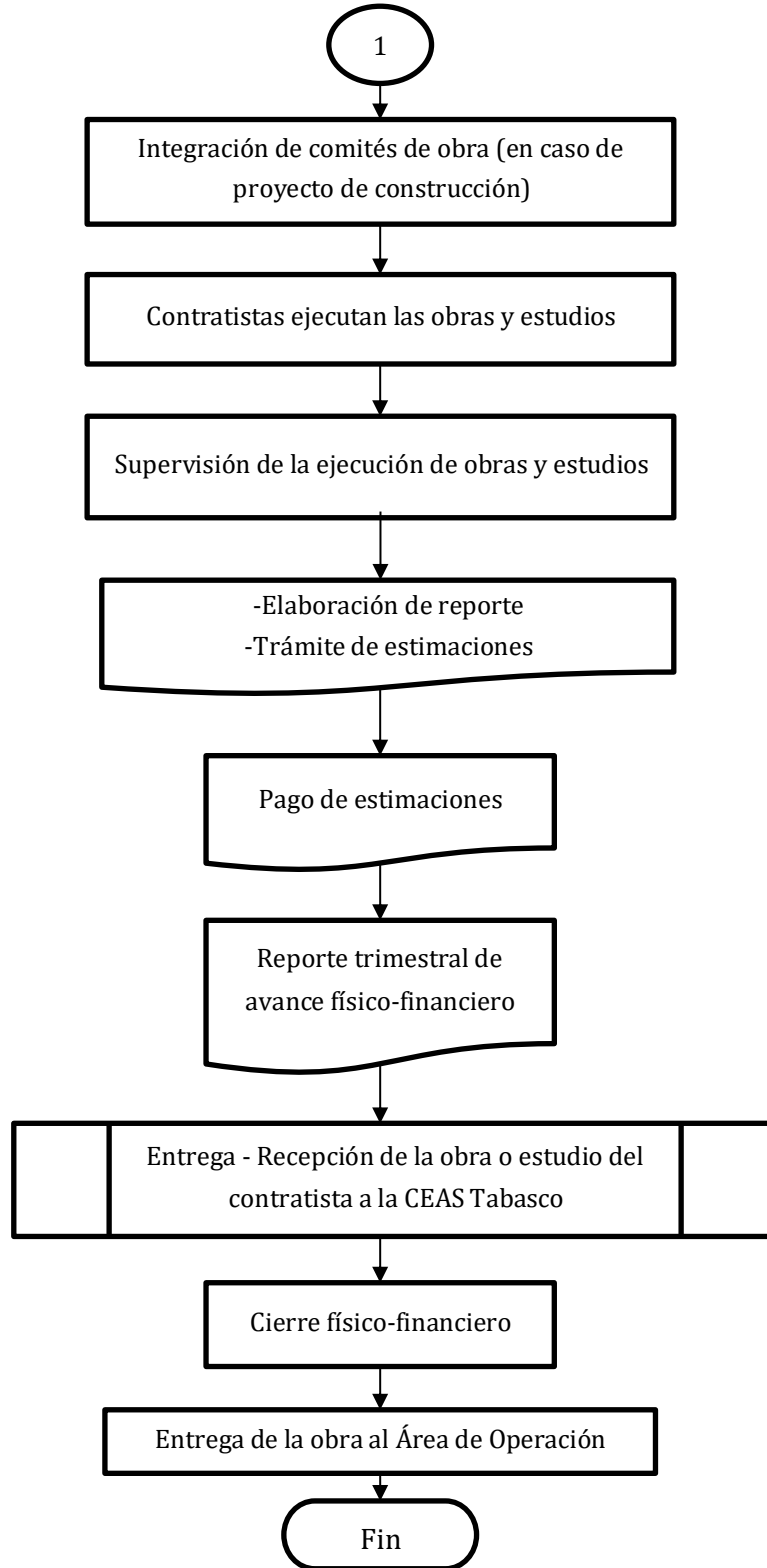 1
Integración de comités de obra (en caso de
proyecto de construcción)
Contratistas ejecutan las obras y estudios
Supervisión de la ejecución de obras y estudios
-Elaboración de reporte
-Trámite de estimaciones
Pago de estimaciones
Reporte trimestral de
avance físico-financiero
Entrega - Recepción de la obra o estudio del
contratista a la CEAS Tabasco
Cierre físico-financiero
Entrega de la obra al Área de Operación
Fin